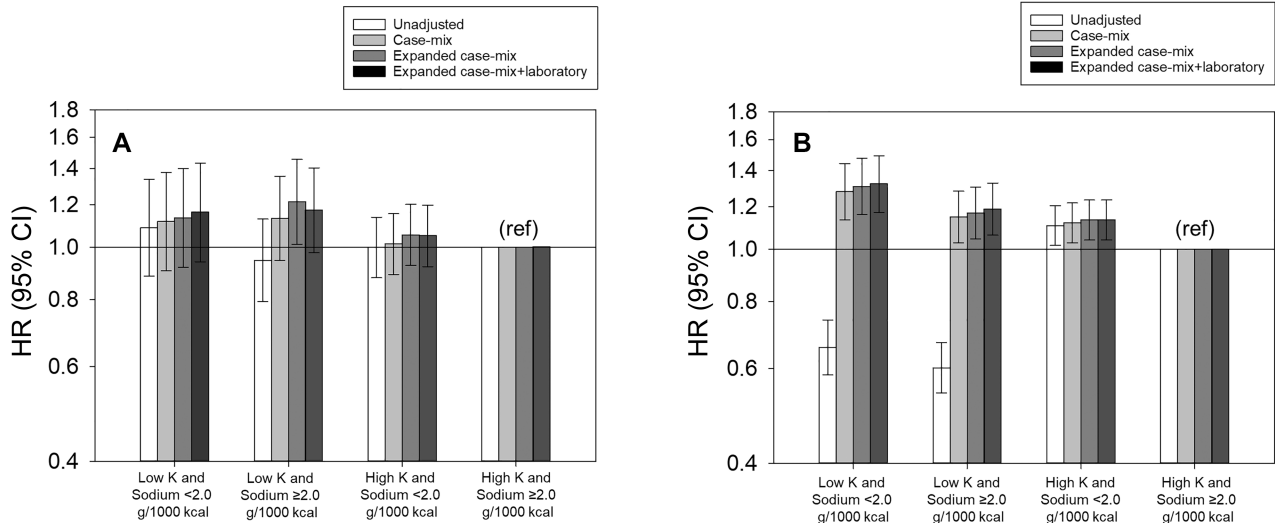 Unadjusted
Case-mix
Expanded case-mix
Expanded case-mix+laboratory
A
HR (95% CI)
1.8
1.6
1.4
1.2
1.0
0.8
0.6
0.4
(ref)
Low K and
Sodium <2.0
g/1000 kcal
Low K and
Sodium ≥2.0
g/1000 kcal
High K and
Sodium <2.0
g/1000 kcal
High K and
Sodium ≥2.0
g/1000 kcal
Unadjusted
Case-mix
Expanded case-mix
Expanded case-mix+laboratory
B
HR (95% CI)
1.8
1.6
1.4
1.2
1.0
0.8
0.6
0.4
(ref)
Low K and
Sodium <2.0
g/1000 kcal
Low K and
Sodium ≥2.0
g/1000 kcal
High K and
Sodium <2.0
g/1000 kcal
High K and
Sodium ≥2.0
g/1000 kcal